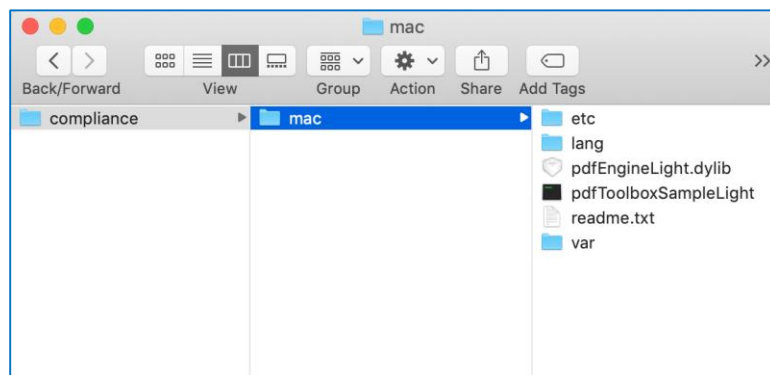 mac
Back/Forward View Group Action Share Add Tags
compliance
mac
etc
lang
pdfEngineLight.dylib
pdfToolboxSampleLight
readme.txt
var